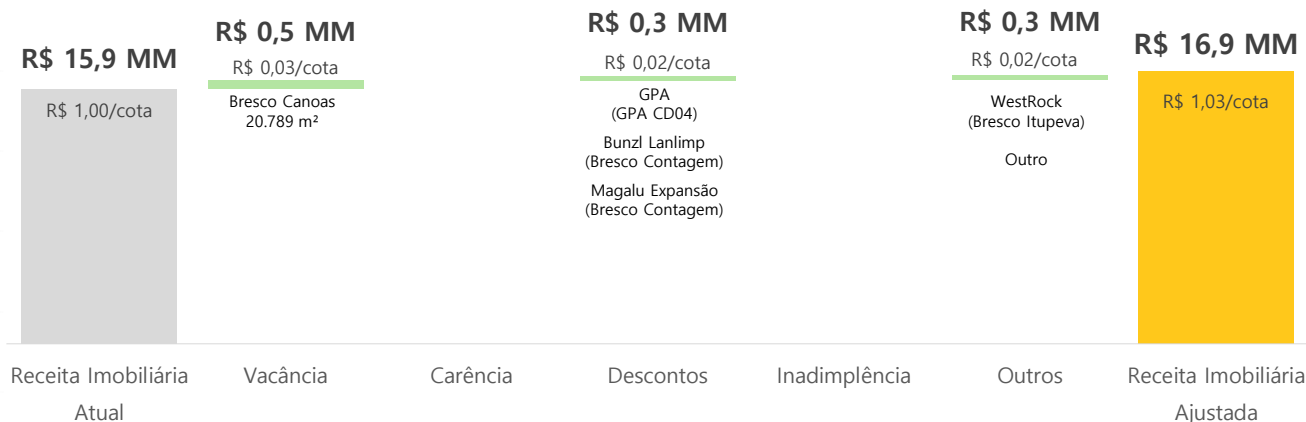 R$ 15,9 MM
R$ 1,00/cota
R$ 0,5 MM
R$ 0,03/cota
Bresco Canoas
20.789 m²
R$ 0,3 MM
R$ 0,02/cota
GPA
(GPA CD04)
Bunzl Lanlimp
(Bresco Contagem)
Magalu Expansão
(Bresco Contagem)
R$ 0,3 MM
R$ 0,02/cota
WestRock
(Bresco Itupeva)
Outro
R$ 16,9 MM
R$ 1,03/cota
Receita Imobiliária
Atual
Vacância
Carência
Descontos
Inadimplência
Outros
Receita Imobiliária
Ajustada